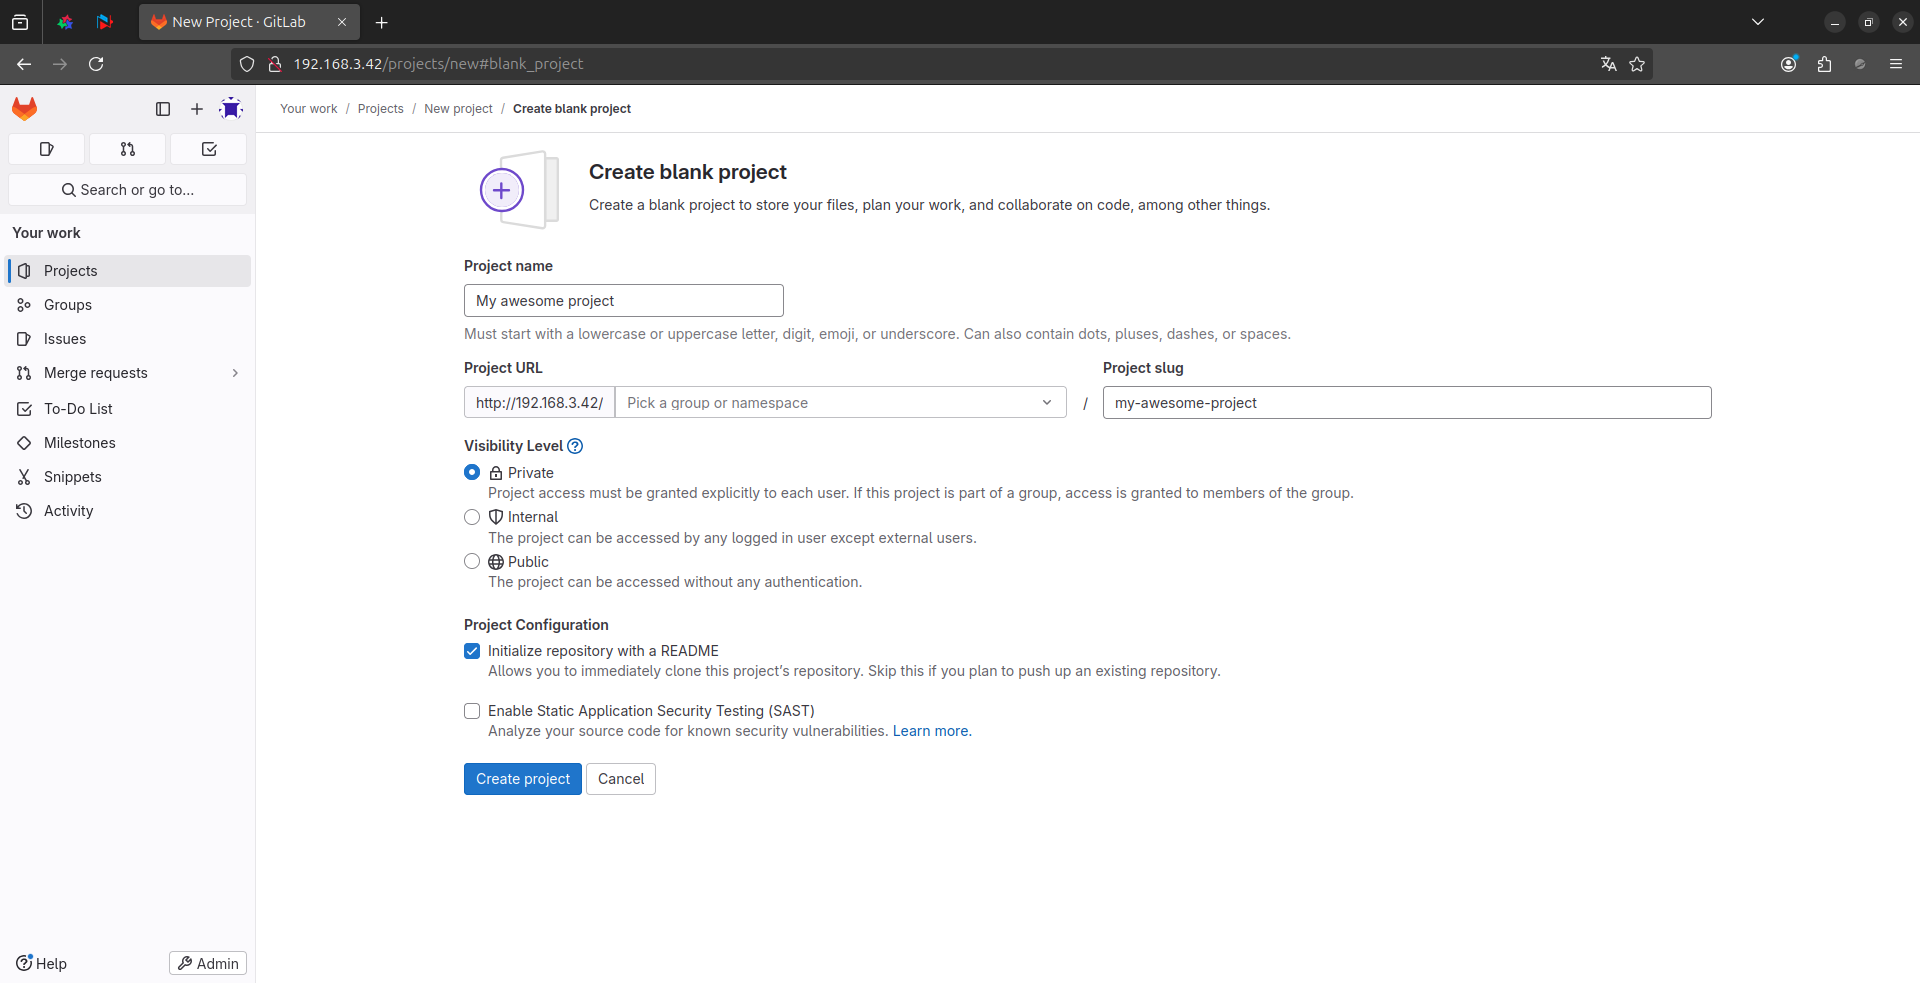 New Project · GitLab
192.168.3.42/projects/new#blank_project
Your work / Projects / New project / Create blank project
Search or go to...
Your work
Projects
Groups
Issues
Merge requests
To-Do List
Milestones
Snippets
Activity
Help
Admin
Create blank project
Create a blank project to store your files, plan your work, and collaborate on code, among other things.
Project name
My awesome project
Must start with a lowercase or uppercase letter, digit, emoji, or underscore. Can also contain dots, pluses, dashes, or spaces.
Project URL
Project slug
http://192.168.3.42/ Pick a group or namespace / my-awesome-project
Visibility Level
Private
Project access must be granted explicitly to each user. If this project is part of a group, access is granted to members of the group.
Internal
The project can be accessed by any logged in user except external users.
Public
The project can be accessed without any authentication.
Project Configuration
Initialize repository with a README
Allows you to immediately clone this project's repository. Skip this if you plan to push up an existing repository.
Enable Static Application Security Testing (SAST)
Analyze your source code for known security vulnerabilities. Learn more.
Create project
Cancel